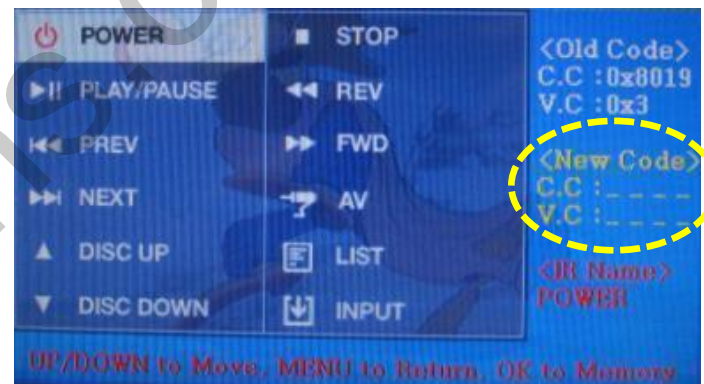 POWER
PLAY/PAUSE
PREV
NEXT
DISC UP
DISC DOWN
STOP
REV
FWD
AV
LIST
INPUT
<Old Code>
C.C :0x8019
V.C :0x3
<New Code>
C.C :_ _ _ _
V.C :_ _ _ _
<IR Name>
POWER
UP/DOWN to Move, MENU to Return, OK to Memory